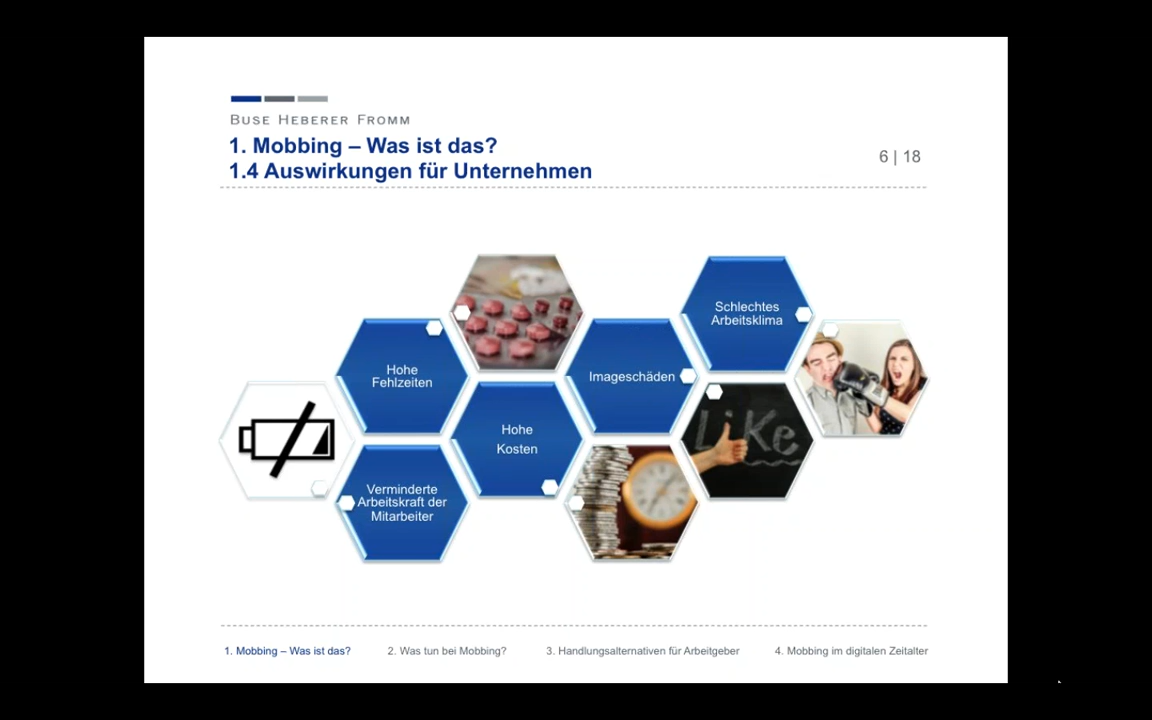 BUSE HEBERER FROMM
1. Mobbing – Was ist das?
1.4 Auswirkungen für Unternehmen
6 | 18
Schlechtes
Arbeitsklima
Hohe
Fehlzeiten
Imageschäden
Hohe
Kosten
LiKe
Verminderte
Arbeitskraft der
Mitarbeiter
1. Mobbing – Was ist das?
2. Was tun bei Mobbing?
3. Handlungsalternativen für Arbeitgeber
4. Mobbing im digitalen Zeitalter